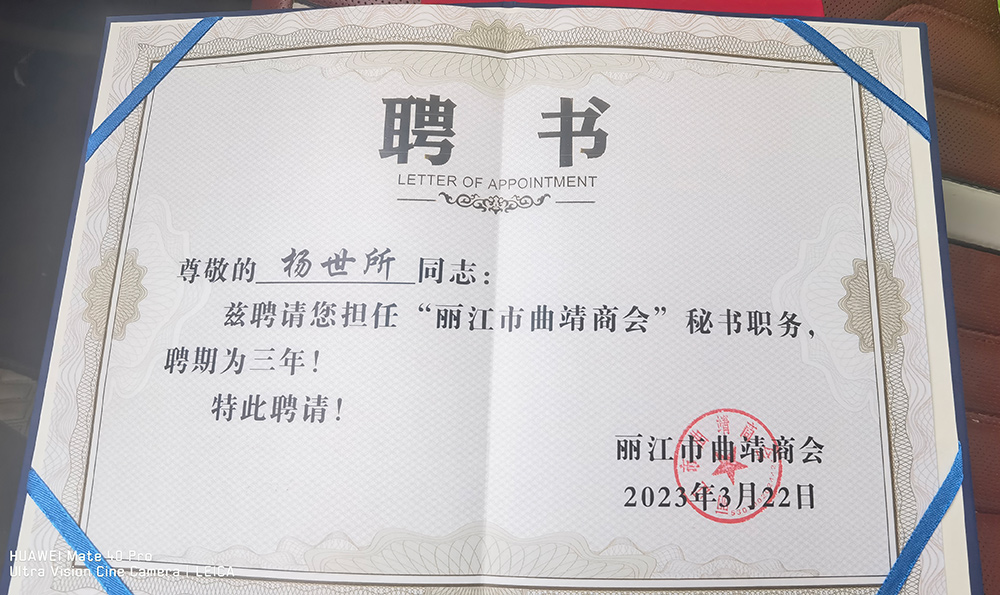 聘 书
LETTER OF APPOINTMENT
尊敬的 杨世所 同志：
兹聘请您担任“丽江市曲靖商会”秘书职务，
聘期为三年！
特此聘请！
丽江市曲靖商会
2023年3月22日
HUAWEI Mate 40 Pro
Ultra Vision Cine Camera | LEICA